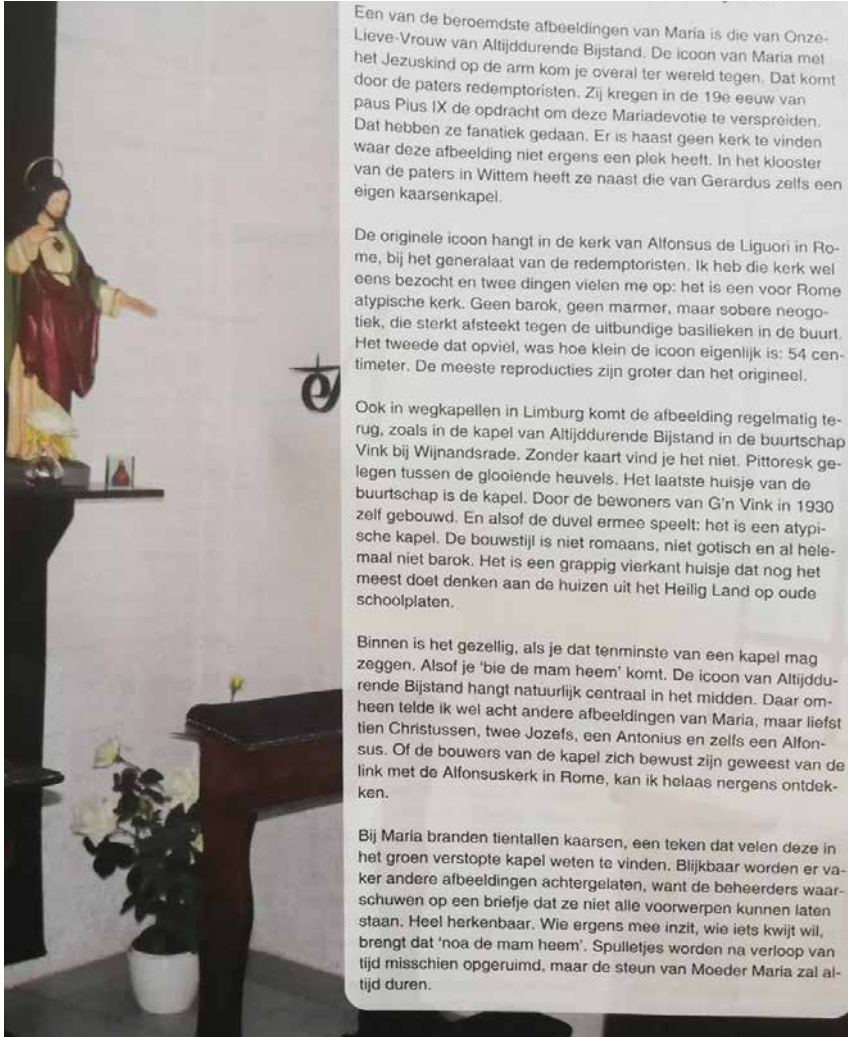 Een van de beroemdste afbeeldingen van Maria is die van Onze-
Lieve-Vrouw van Altijddurende Bijstand. De icoon van Maria met
het Jezuskind op de arm kom je overal ter wereld tegen. Dat komt
door de paters redemptoristen. Zij kregen in de 19e eeuw van
paus Pius IX de opdracht om deze Mariadevotie te verspreiden.
Dat hebben ze fanatiek gedaan. Er is haast geen kerk te vinden
waar deze afbeelding niet ergens een plek heeft. In het klooster
van de paters in Wittem heeft ze naast die van Gerardus zelfs een
eigen kaarsenkapel.
De originele icoon hangt in de kerk van Alfonsus de Liguori in Ro-
me, bij het generalaat van de redemptoristen. Ik heb die kerk wel
eens bezocht en twee dingen vielen me op: het is een voor Rome
atypische kerk. Geen barok, geen marmer, maar sobere neogo-
tiek, die sterkt afsteekt tegen de uitbundige basilieken in de buurt.
Het tweede dat opviel, was hoe klein de icoon eigenlijk is: 54 cen-
timeter. De meeste reproducties zijn groter dan het origineel.
Ook in wegkapellen in Limburg komt de afbeelding regelmatig te-
rug, zoals in de kapel van Altijddurende Bijstand in de buurtschap
Vink bij Wijnandsrade. Zonder kaart vind je het niet. Pittoresk ge-
legen tussen de glooiende heuvels. Het laatste huisje van de
buurtschap is de kapel. Door de bewoners van G'n Vink in 1930
zelf gebouwd. En alsof de duvel ermee speelt: het is een atypi-
sche kapel. De bouwstijl is niet romaans, niet gotisch en al hele-
maal niet barok. Het is een grappig vierkant huisje dat nog het
meest doet denken aan de huizen uit het Heilig Land op oude
schoolplaten.
Binnen is het gezellig, als je dat tenminste van een kapel mag
zeggen. Alsof je 'bie de mam heem' komt. De icoon van Altijddu-
rende Bijstand hangt natuurlijk centraal in het midden. Daar om-
heen telde ik wel acht andere afbeeldingen van Maria, maar liefst
tien Christussen, twee Jozefs, een Antonius en zelfs een Alfon-
sus. Of de bouwers van de kapel zich bewust zijn geweest van de
link met de Alfonsuskerk in Rome, kan ik helaas nergens ontdek-
ken.
Bij Maria branden tientallen kaarsen, een teken dat velen deze in
het groen verstopte kapel weten te vinden. Blijkbaar worden er va-
ker andere afbeeldingen achtergelaten, want de beheerders waar-
schuwen op een briefje dat ze niet alle voorwerpen kunnen laten
staan. Heel herkenbaar. Wie ergens mee inzit, wie iets kwijt wil,
brengt dat 'noa de mam heem'. Spulletjes worden na verloop van
tijd misschien opgeruimd, maar de steun van Moeder Maria zal al-
tijd duren.